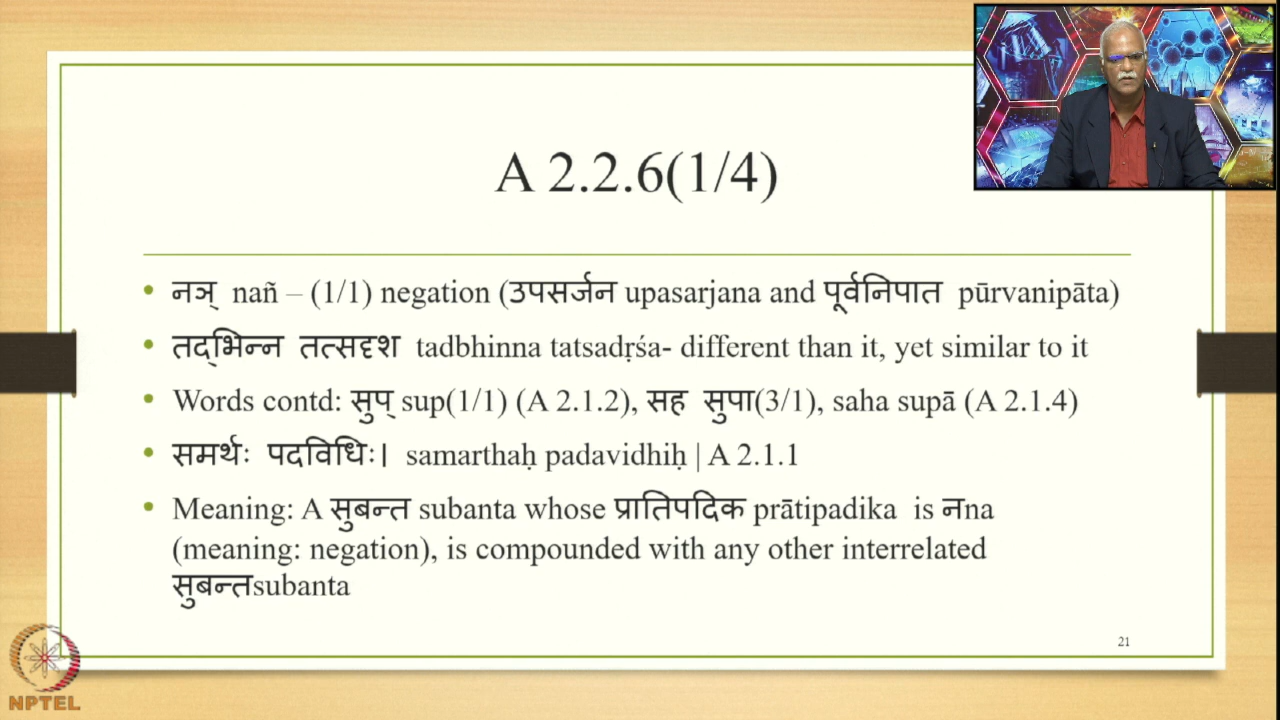 A 2.2.6(1/4)
• नञ् nañ – (1/1) negation (उपसर्जन upasarjana and पूर्वनिपात pūrvanipāta)
• तद्भिन्न तत्सदृश tadbhinna tatsadṛśa- different than it, yet similar to it
• Words contd: सुप् sup(1/1) (A 2.1.2), सह सुपा(3/1), saha supā (A 2.1.4)
• समर्थः पदविधिः। samarthaḥ padavidhiḥ | A 2.1.1
• Meaning: A सुबन्त subanta whose प्रातिपदिक prātipadika is नna
(meaning: negation), is compounded with any other interrelated
सुबन्तsubanta
21
NPTEL